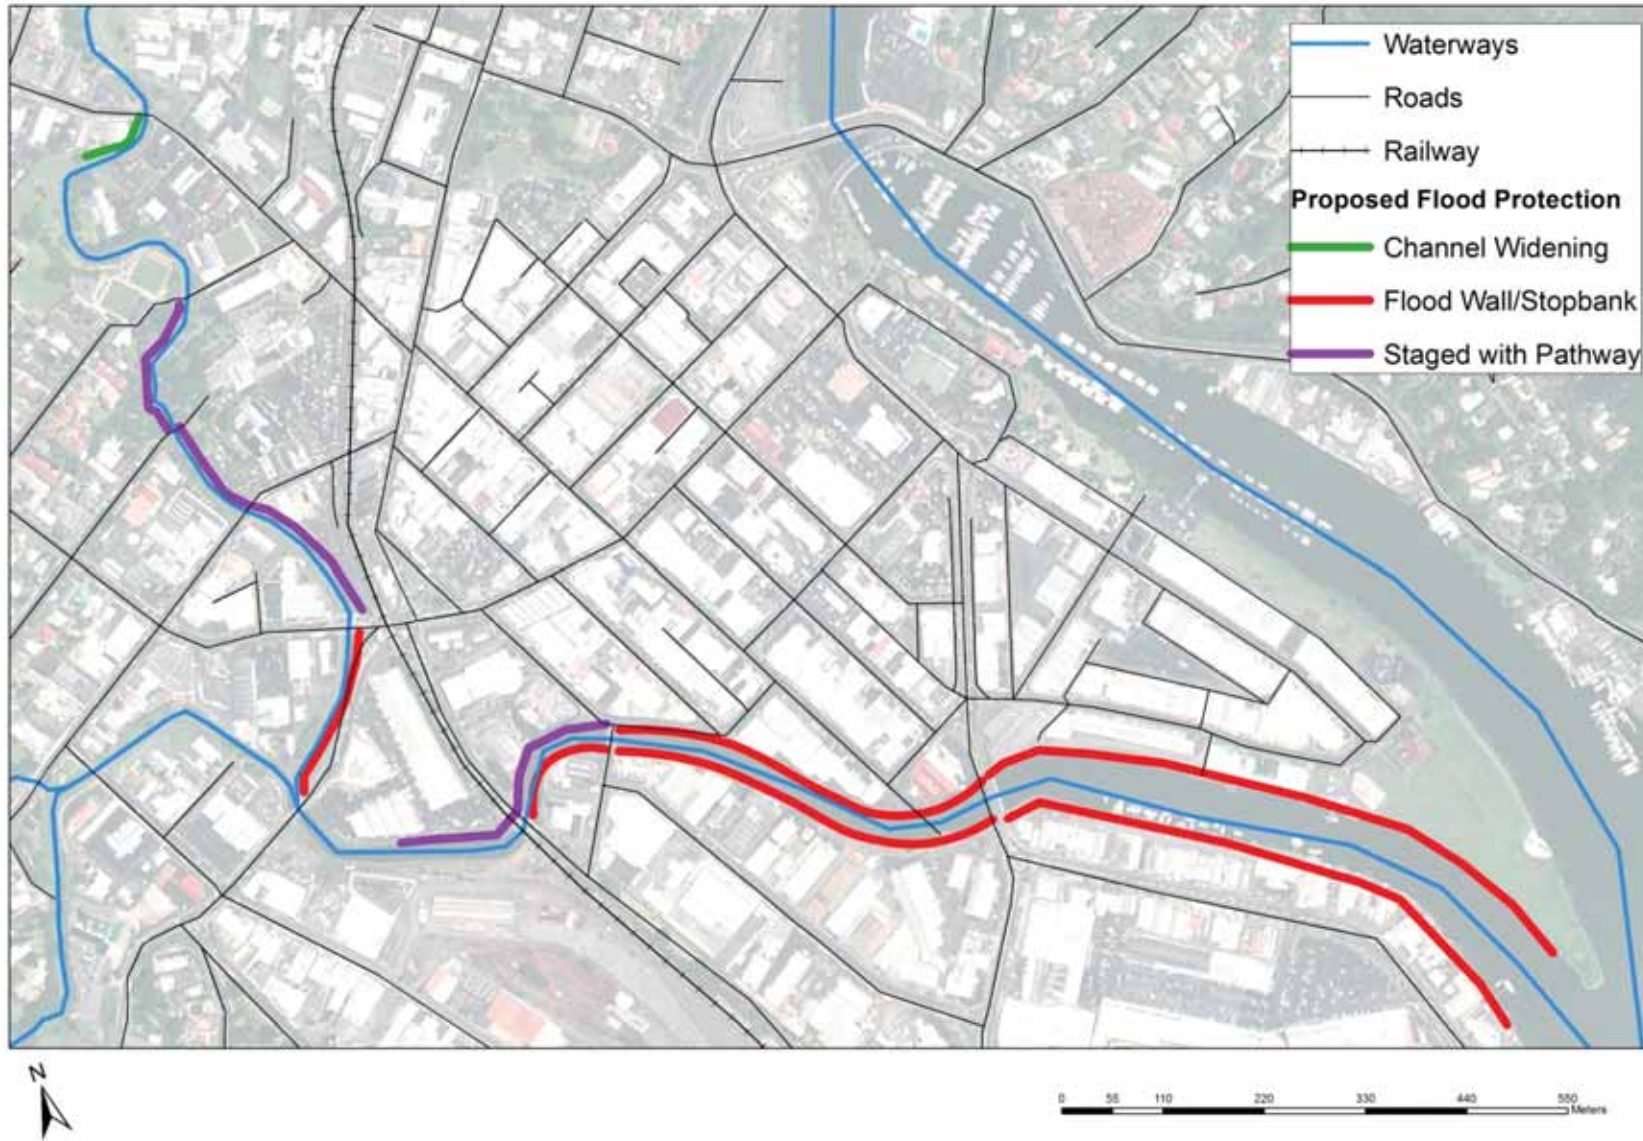 Waterways
Roads
Railway
Proposed Flood Protection
Channel Widening
Flood Wall/Stopbank
Staged with Pathway
N
0 55 110 220 330 440 550
Meters